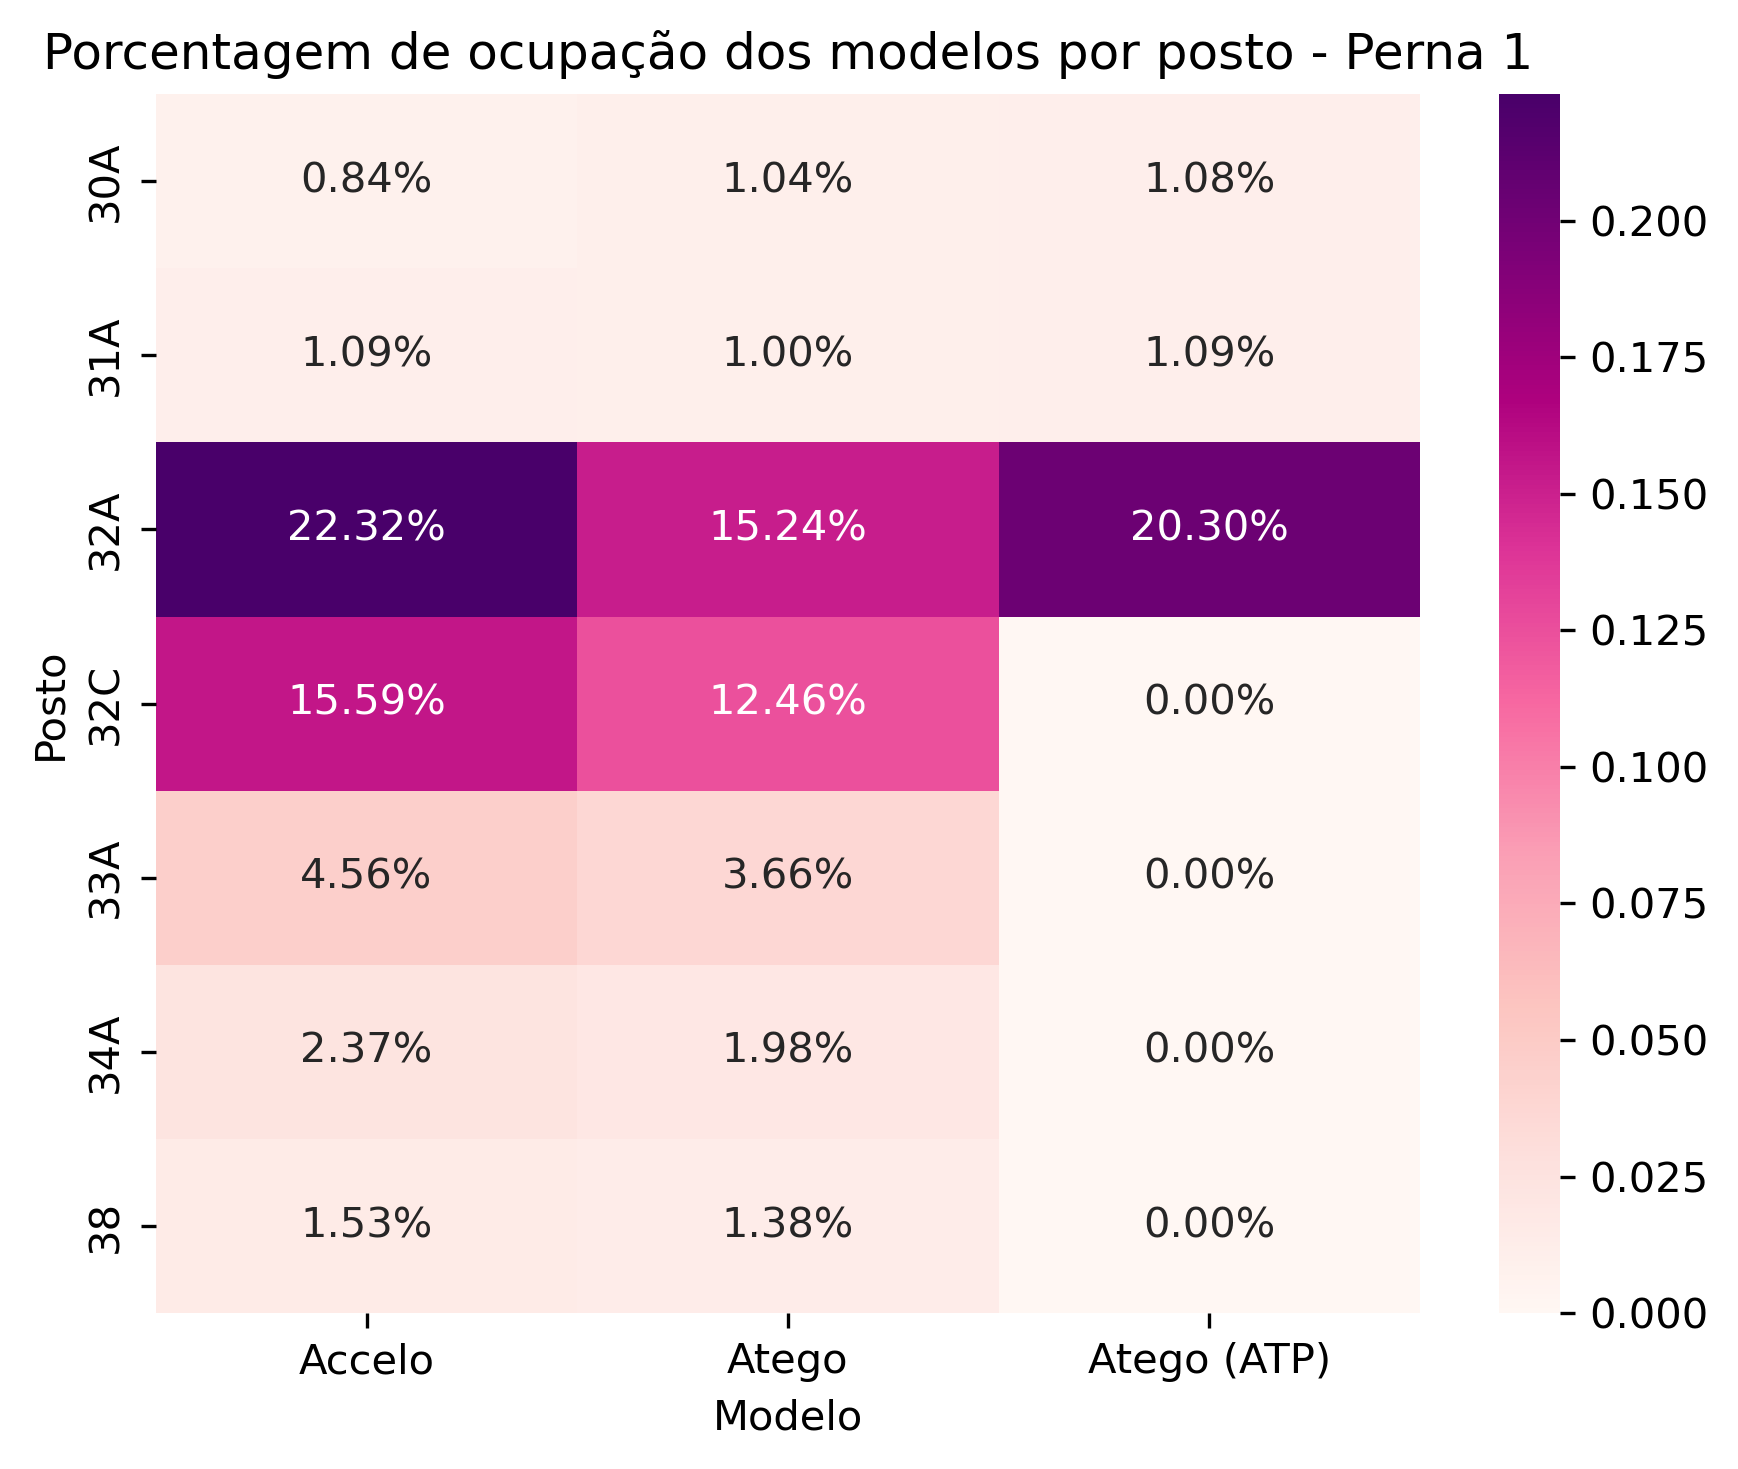 Porcentagem de ocupação dos modelos por posto - Perna 1
Posto
30A
0.84%
1.04%
1.08%
31A
1.09%
1.00%
1.09%
32A
22.32%
15.24%
20.30%
32C
15.59%
12.46%
0.00%
33A
4.56%
3.66%
0.00%
34A
2.37%
1.98%
0.00%
38
1.53%
1.38%
0.00%
Accelo
Atego
Atego (ATP)
Modelo
0.200
0.175
0.150
0.125
0.100
0.075
0.050
0.025
0.000